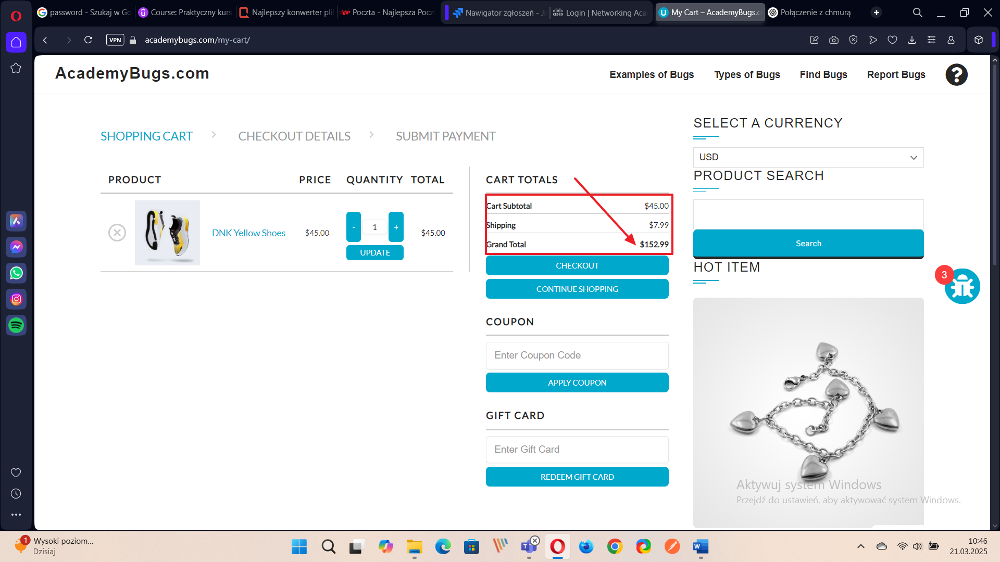 password - Szukaj w Go
Course: Praktyczny kurs
Najlepszy konwerter pli
Poczta - Najlepsza Pocz
Nawigator zgłoszeń - Ji
Login | Networking Aca
My Cart – AcademyBugs.c
Połączenie z chmurą
VPN
academybugs.com/my-cart/
AcademyBugs.com
Examples of Bugs
Types of Bugs
Find Bugs
Report Bugs
?
SHOPPING CART
CHECKOUT DETAILS
SUBMIT PAYMENT
PRODUCT PRICE QUANTITY TOTAL
DNK Yellow Shoes $45.00 - 1 + $45.00
UPDATE
CART TOTALS
Cart Subtotal $45.00
Shipping $7.99
Grand Total $152.99
CHECKOUT
CONTINUE SHOPPING
COUPON
Enter Coupon Code
APPLY COUPON
GIFT CARD
Enter Gift Card
REDEEM GIFT CARD
SELECT A CURRENCY
USD
PRODUCT SEARCH
Search
HOT ITEM
3
Aktywuj system Windows
Przejdź do ustawień, aby aktywować system Windows.
1
Wysoki poziom...
Dzisiaj
10:46
21.03.2025